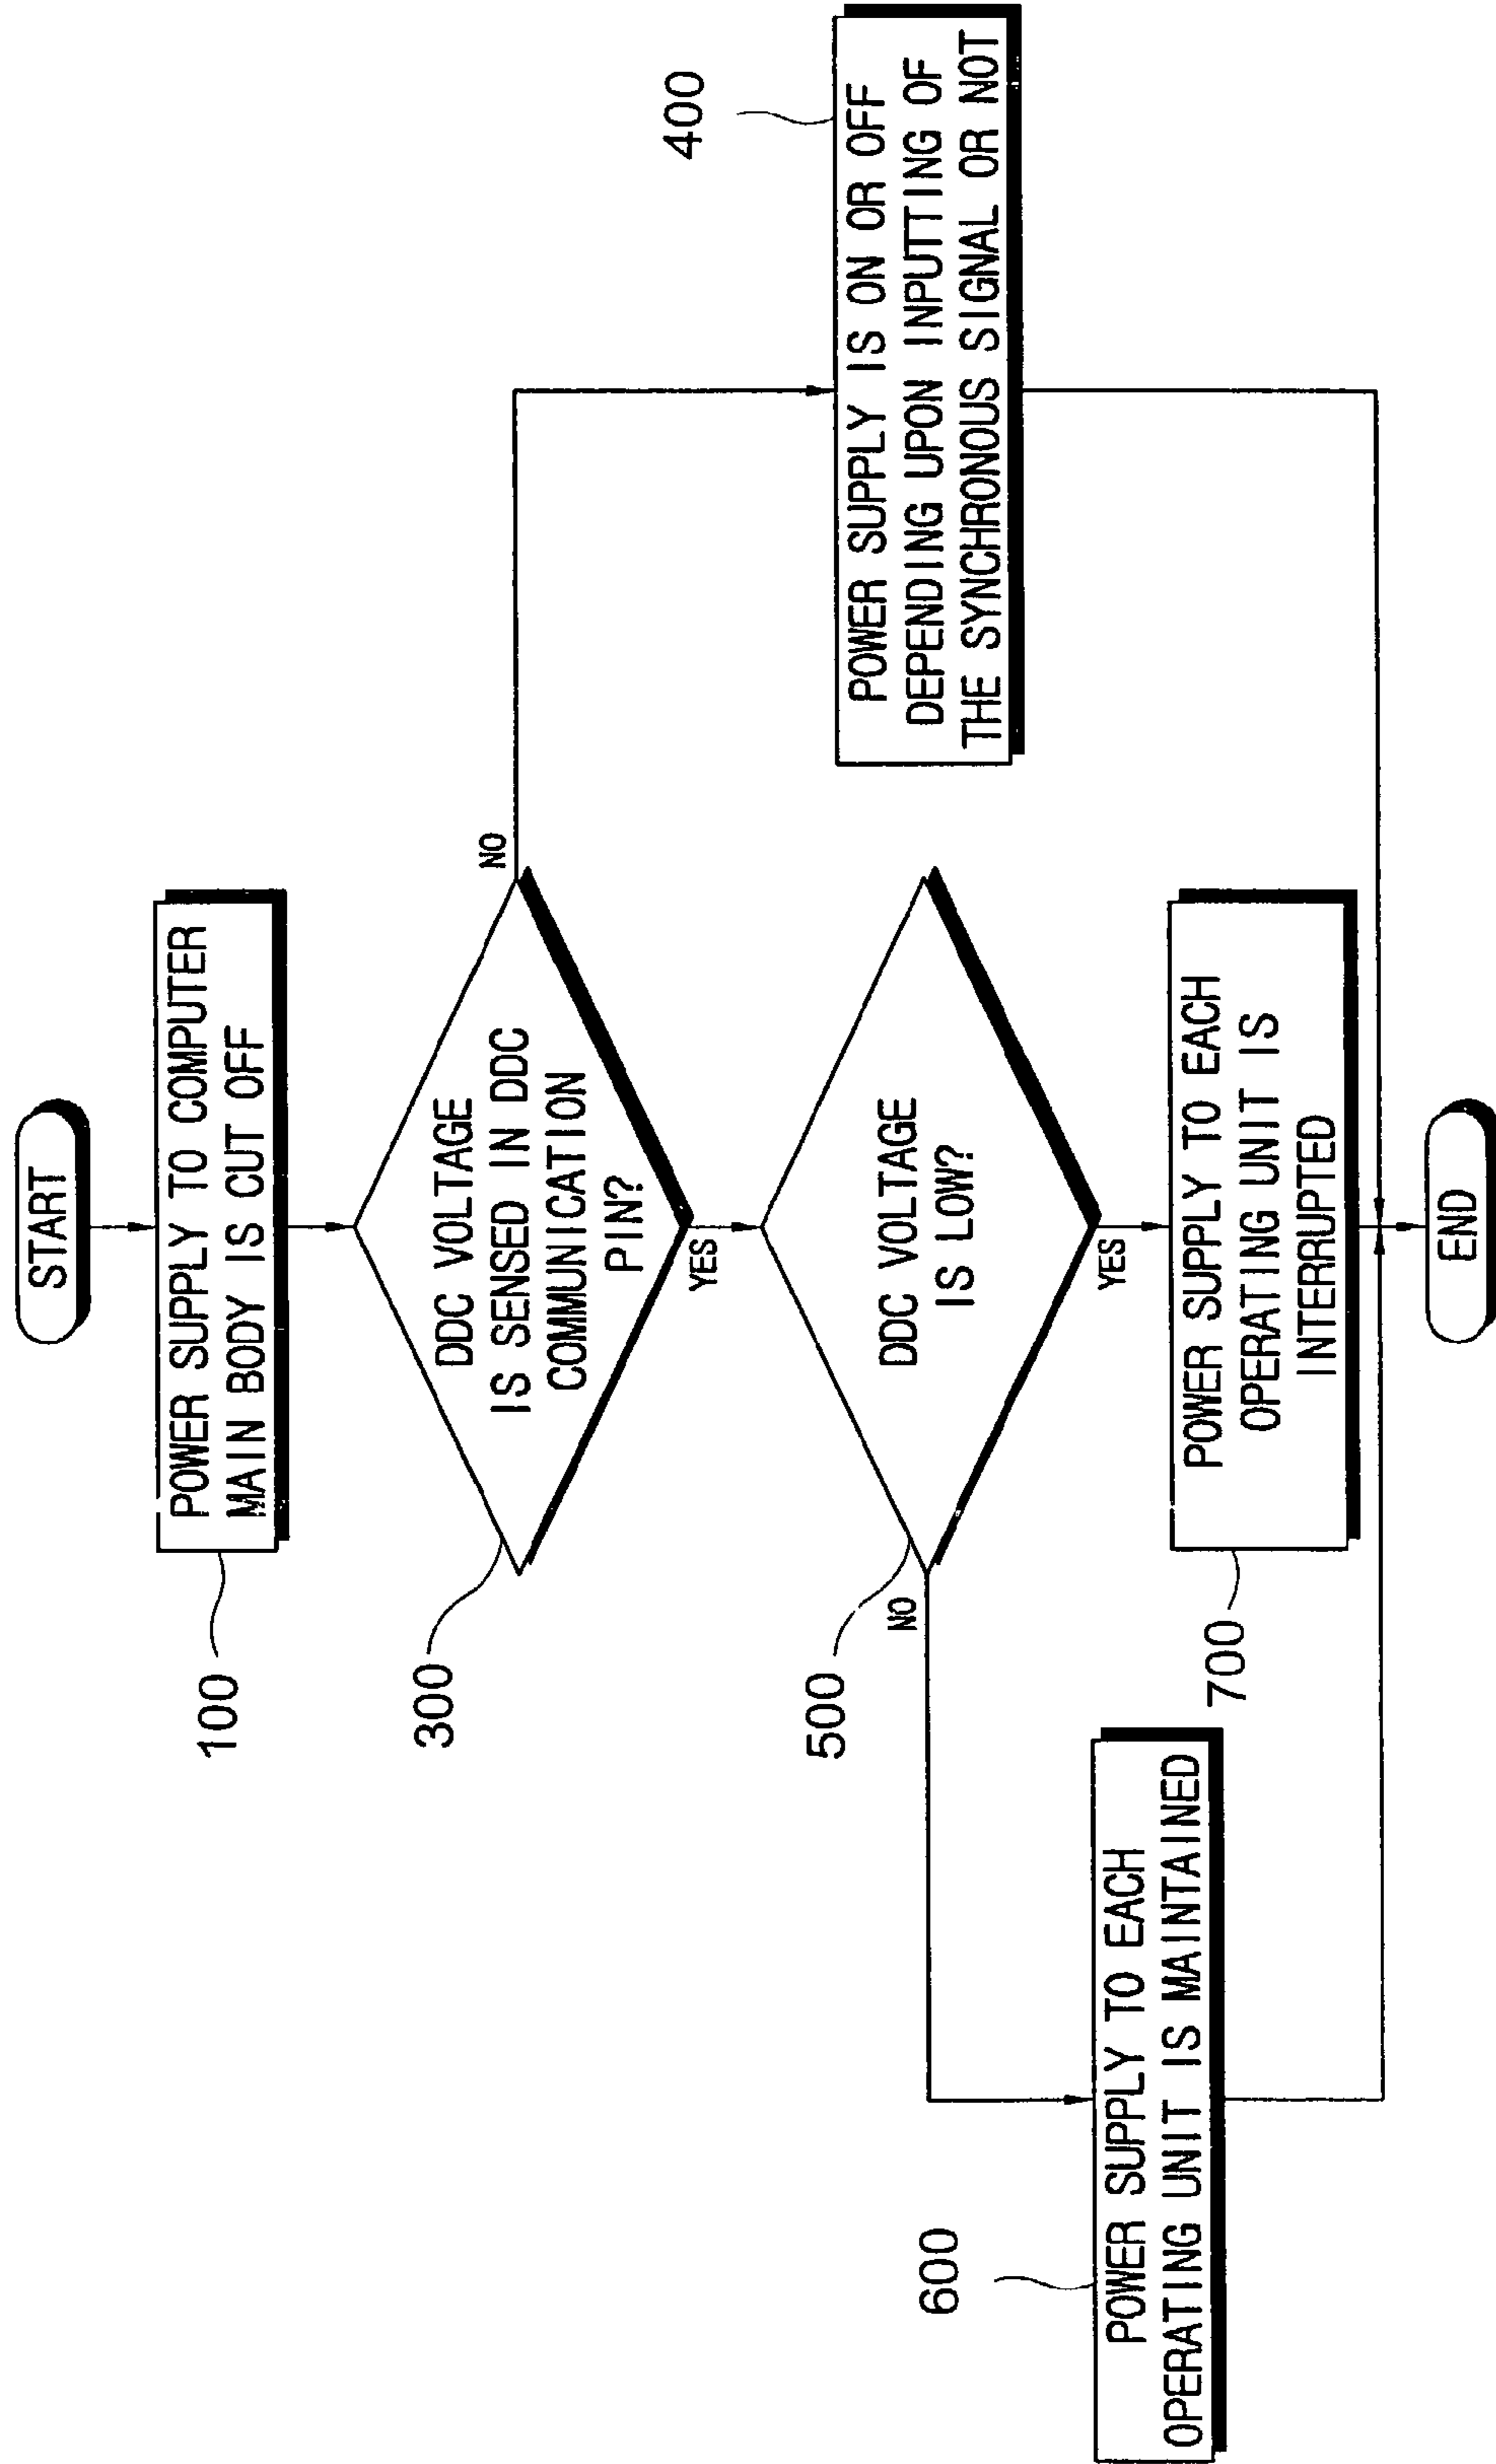 START
POWER SUPPLY TO COMPUTER
MAIN BODY IS CUT OFF
100
DDC VOLTAGE
IS SENSED IN DDC
COMMUNICATION
PIN?
300
NO
YES
POWER SUPPLY IS ON OR OFF
DEPENDING UPON INPUTTING OF
THE SYNCHRONOUS SIGNAL OR NOT
400
DDC VOLTAGE
IS LOW?
500
NO
YES
POWER SUPPLY TO EACH
OPERATING UNIT IS MAINTAINED
600
POWER SUPPLY TO EACH
OPERATING UNIT IS
INTERRUPTED
700
END